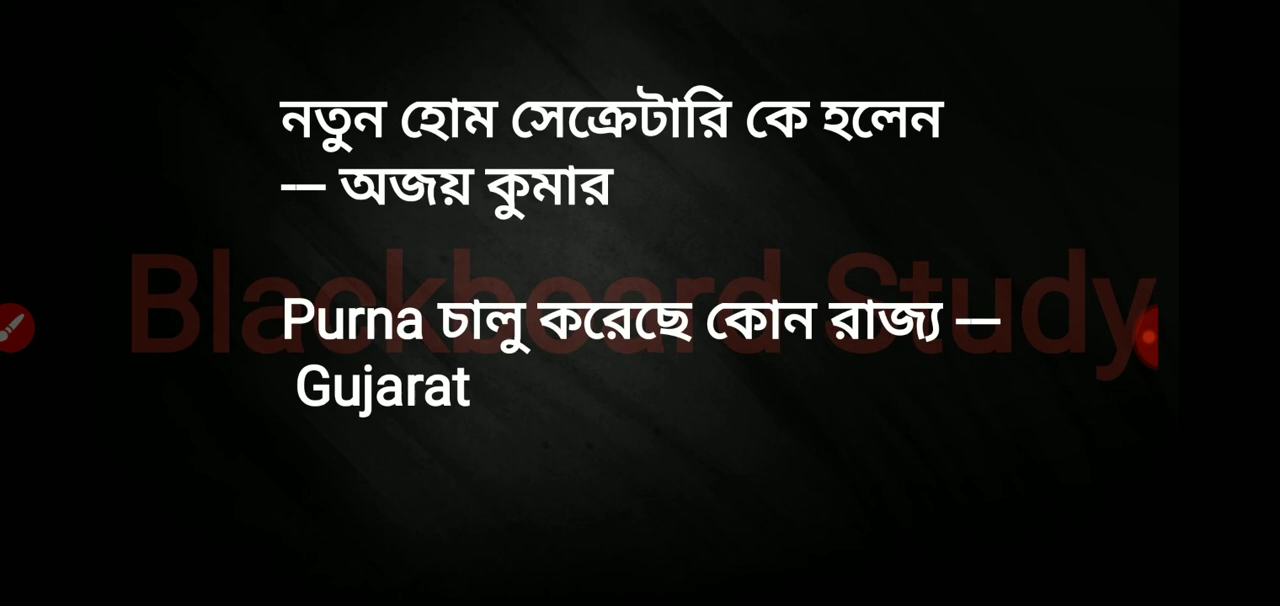 নতুন হোম সেক্রেটারি কে হলেন
-— অজয় কুমার
Blackboard Study
Purna চালু করেছে কোন রাজ্য -—
Gujarat